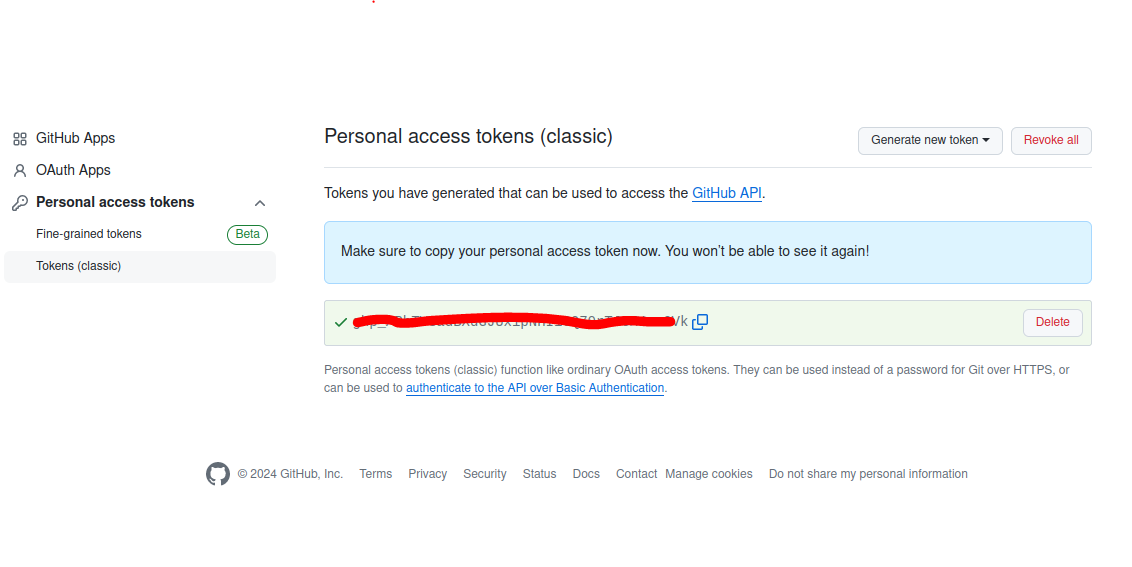 GitHub Apps
OAuth Apps
Personal access tokens
Fine-grained tokens
Beta
Tokens (classic)
Personal access tokens (classic)
Generate new token
Revoke all
Tokens you have generated that can be used to access the GitHub API.
Make sure to copy your personal access token now. You won't be able to see it again!
Delete
Personal access tokens (classic) function like ordinary OAuth access tokens. They can be used instead of a password for Git over HTTPS, or
can be used to authenticate to the API over Basic Authentication.
© 2024 GitHub, Inc. Terms Privacy Security Status Docs Contact Manage cookies Do not share my personal information